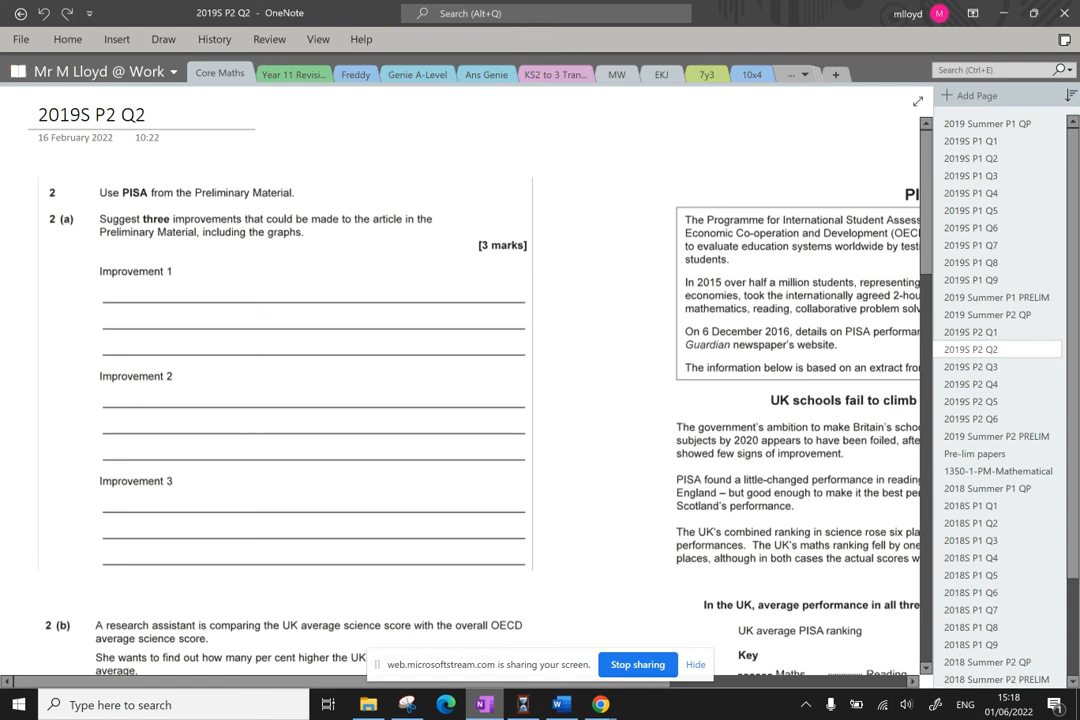 2019S P2 Q2 - OneNote
Search (Alt+Q)
mlloyd
M
File
Home
Insert
Draw
History
Review
View
Help
Mr M Lloyd @ Work
Core Maths
Year 11 Revisi...
Freddy
Genie A-Level
Ans Genie
KS2 to 3 Tran...
MW
EKJ
7y3
10x4
...
Search (Ctrl+E)
2019S P2 Q2
16 February 2022
10:22
2 Use PISA from the Preliminary Material.
2 (a) Suggest three improvements that could be made to the article in the
Preliminary Material, including the graphs.
[3 marks]
Improvement 1
Improvement 2
Improvement 3
2 (b) A research assistant is comparing the UK average science score with the overall OECD
average science score.
She wants to find out how many per cent higher the UK
average.
PI
The Programme for International Student Assess
Economic Co-operation and Development (OEC
to evaluate education systems worldwide by test
students.
In 2015 over half a million students, representing
economies, took the internationally agreed 2-hou
mathematics, reading, collaborative problem solv
On 6 December 2016, details on PISA performan
Guardian newspaper's website.
The information below is based on an extract fro
UK schools fail to climb
The government's ambition to make Britain's schoo
subjects by 2020 appears to have been foiled, afte
showed few signs of improvement.
PISA found a little-changed performance in reading
England – but good enough to make it the best per
Scotland's performance.
The UK's combined ranking in science rose six pla
performances. The UK's maths ranking fell by one
places, although in both cases the actual scores w
In the UK, average performance in all thre
UK average PISA ranking
Key
Maths
Reading
Add Page
2019 Summer P1 QP
2019S P1 Q1
2019S P1 Q2
2019S P1 Q3
2019S P1 Q4
2019S P1 Q5
2019S P1 Q6
2019S P1 Q7
2019S P1 Q8
2019S P1 Q9
2019 Summer P1 PRELIM
2019 Summer P2 QP
2019S P2 Q1
2019S P2 Q2
2019S P2 Q3
2019S P2 Q4
2019S P2 Q5
2019S P2 Q6
2019 Summer P2 PRELIM
Pre-lim papers
1350-1-PM-Mathematical
2018 Summer P1 QP
2018S P1 Q1
2018S P1 Q2
2018S P1 Q3
2018S P1 Q4
2018S P1 Q5
2018S P1 Q6
2018S P1 Q7
2018S P1 Q8
2018S P1 Q9
2018 Summer P2 QP
2018 Summer P2 PRELIM
web.microsoftstream.com is sharing your screen.
Stop sharing
Hide
Type here to search
ENG
15:18
01/06/2022
1